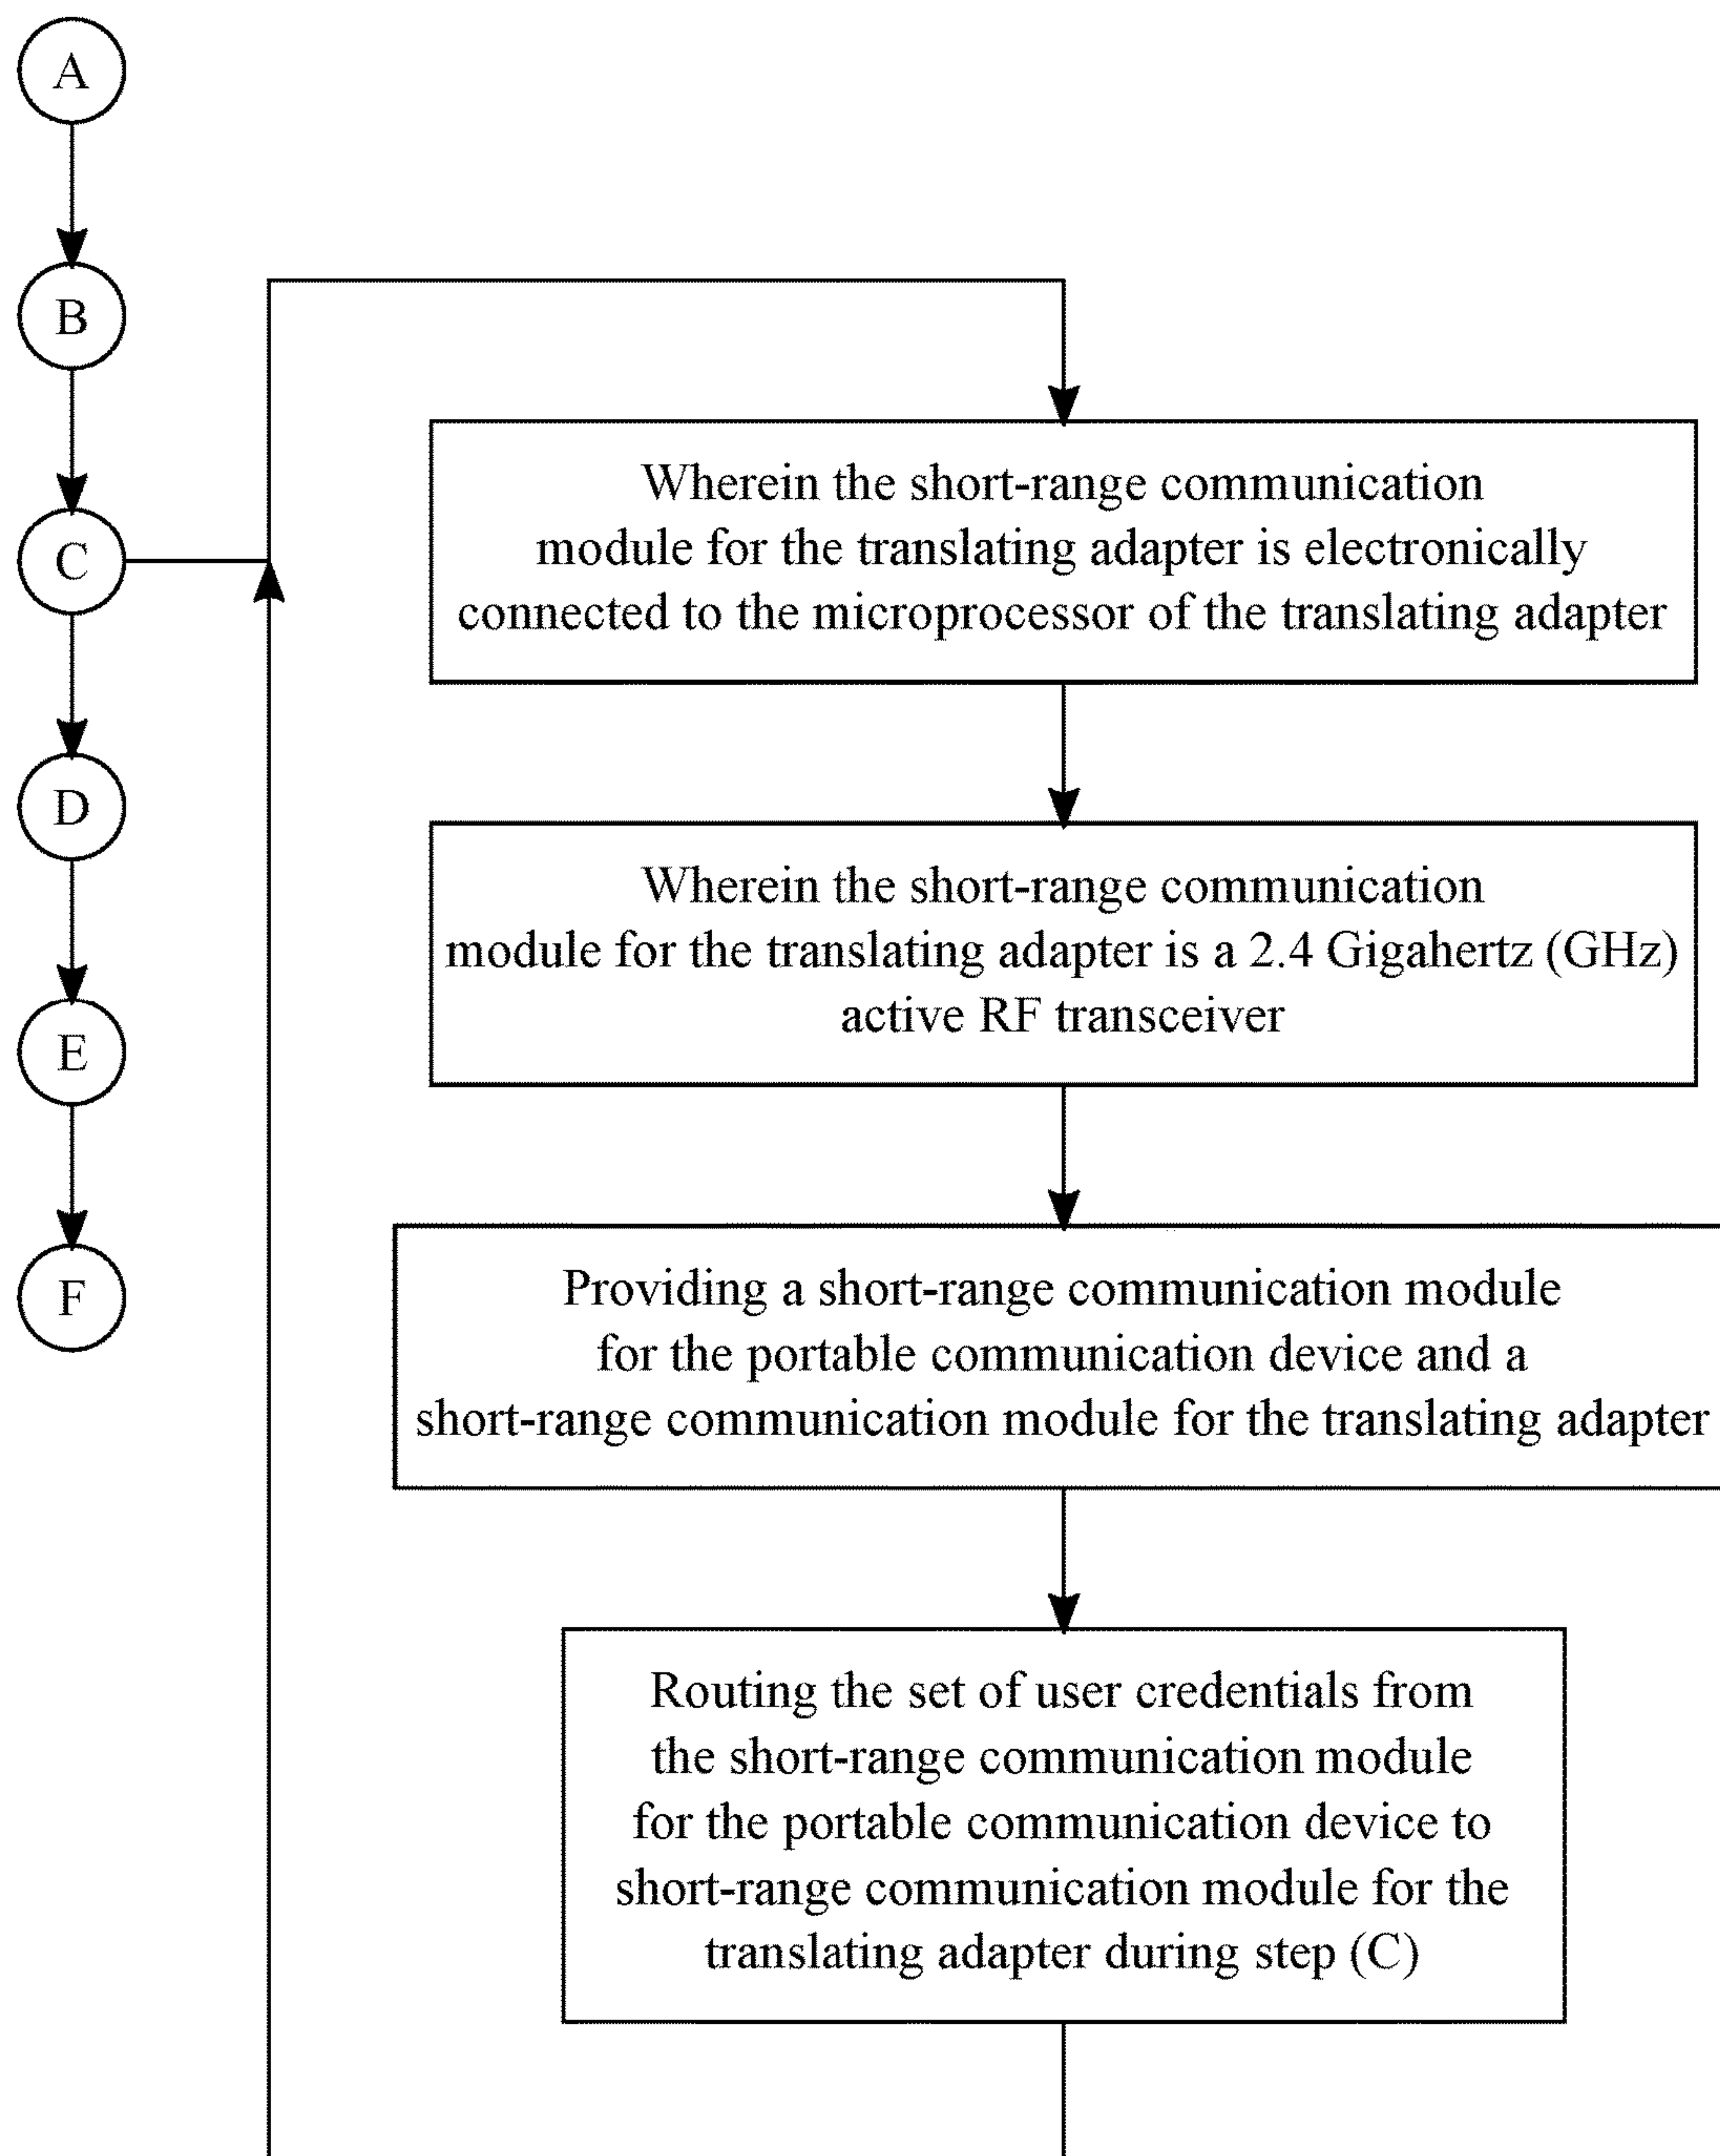 A
B
C
D
E
F
Wherein the short-range communication
module for the translating adapter is electronically
connected to the microprocessor of the translating adapter
Wherein the short-range communication
module for the translating adapter is a 2.4 Gigahertz (GHz)
active RF transceiver
Providing a short-range communication module
for the portable communication device and a
short-range communication module for the translating adapter
Routing the set of user credentials from
the short-range communication module
for the portable communication device to
short-range communication module for the
translating adapter during step (C)